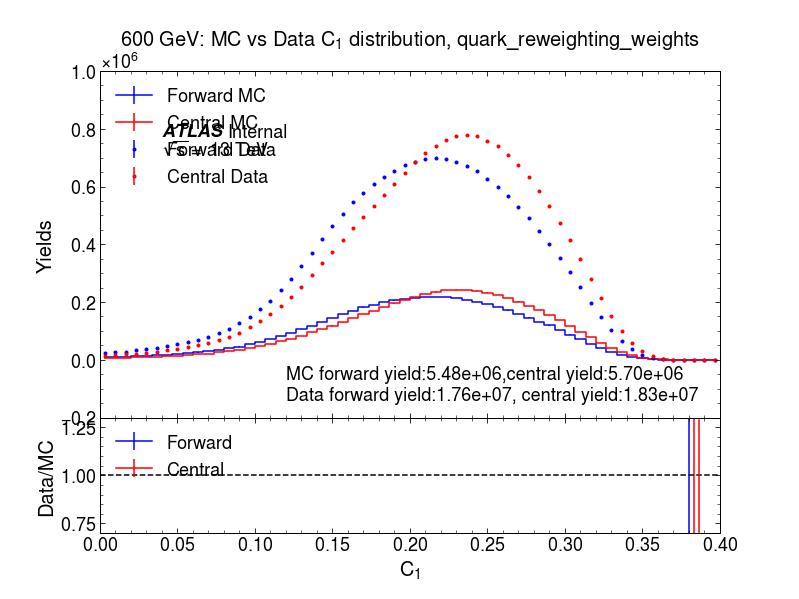 600 GeV: MC vs Data C₁ distribution, quark_reweighting_weights
×10⁶
1.0
0.8
0.6
0.4
0.2
0.0
0.2
Yields
Forward MC
Central MC
ATLAS Internal
√s = 13 TeV
Forward Data
Central Data
MC forward yield:5.48e+06,central yield:5.70e+06
Data forward yield:1.76e+07, central yield:1.83e+07
1.25
1.00
0.75
Data/MC
Forward
Central
0.00 0.05 0.10 0.15 0.20 0.25 0.30 0.35 0.40
C₁